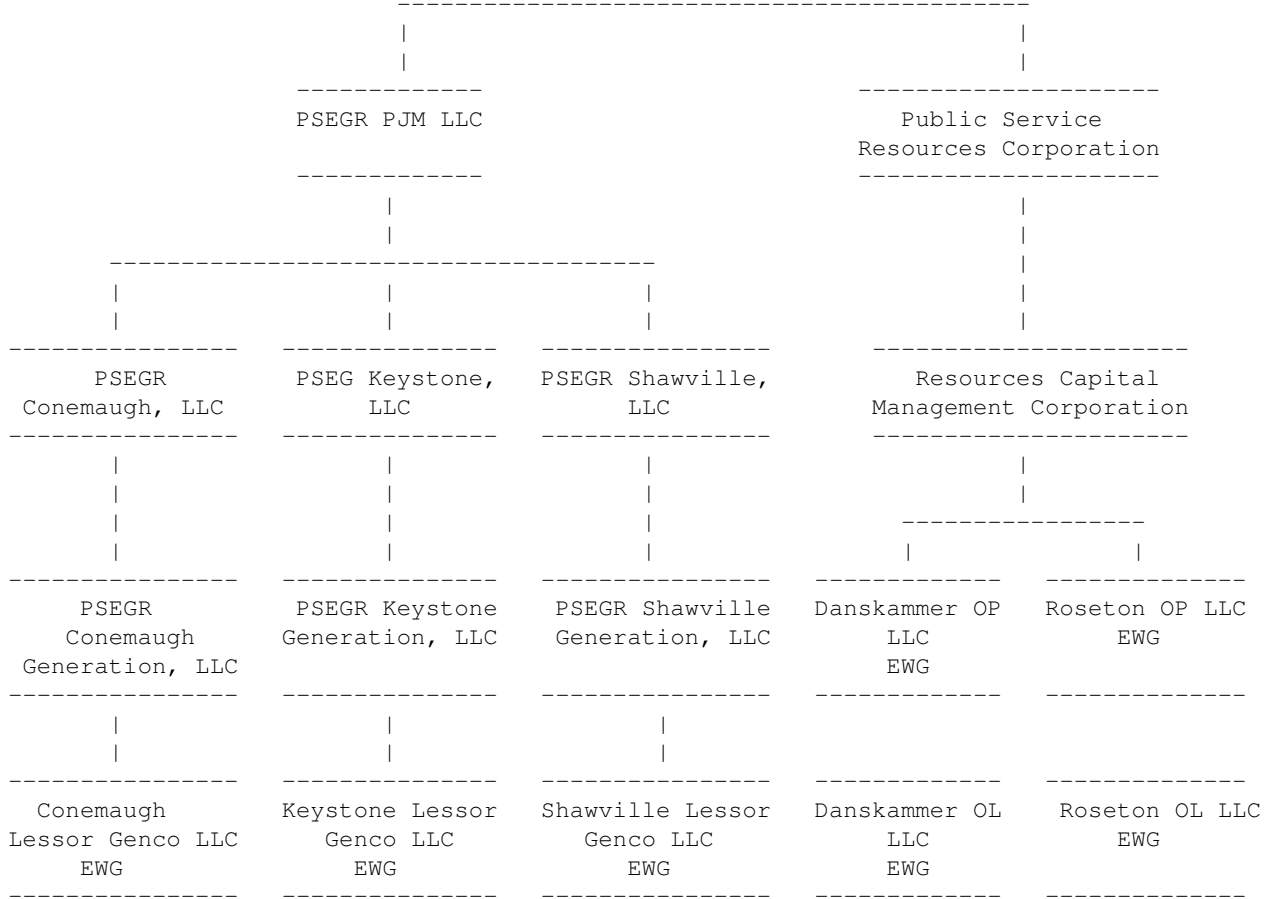 PSEGR PJM LLC Public Service
Resources Corporation
PSEGR PSEG Keystone, PSEGR Shawville, Resources Capital
Conemaugh, LLC LLC LLC Management Corporation
PSEGR PSEGR Keystone PSEGR Shawville Danskammer OP Roseton OP LLC
Conemaugh Generation, LLC Generation, LLC LLC EWG
Generation, LLC EWG
Conemaugh Keystone Lessor Shawville Lessor Danskammer OL Roseton OL LLC
Lessor Genco LLC Genco LLC Genco LLC LLC EWG
EWG EWG EWG EWG